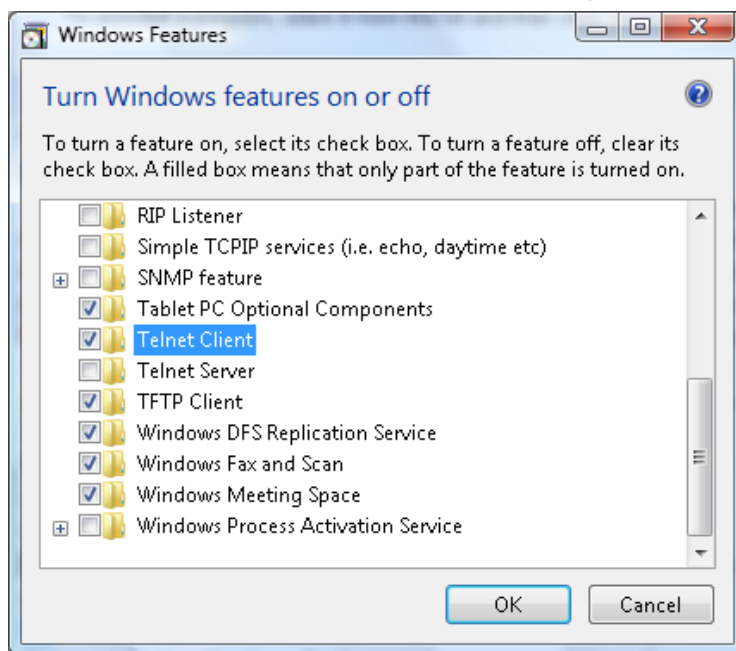 Windows Features
Turn Windows features on or off
To turn a feature on, select its check box. To turn a feature off, clear its
check box. A filled box means that only part of the feature is turned on.
RIP Listener
Simple TCPIP services (i.e. echo, daytime etc)
SNMP feature
Tablet PC Optional Components
Telnet Client
Telnet Server
TFTP Client
Windows DFS Replication Service
Windows Fax and Scan
Windows Meeting Space
Windows Process Activation Service
OK Cancel